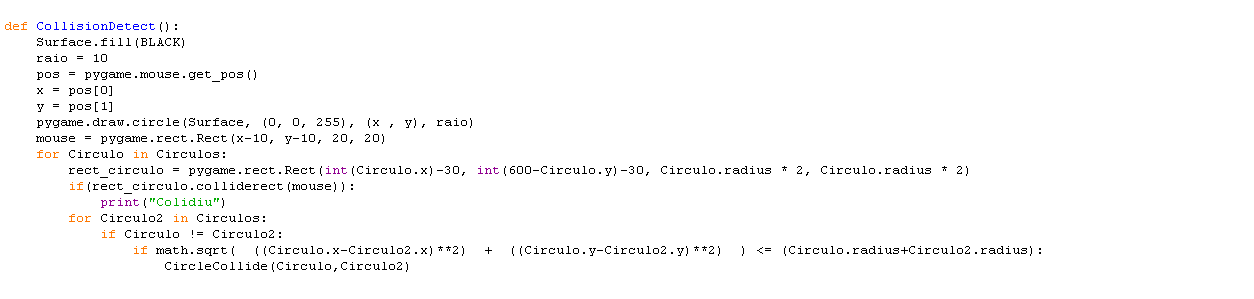 def CollisionDetect():
    Surface.fill(BLACK)
    raio = 10
    pos = pygame.mouse.get_pos()
    x = pos[0]
    y = pos[1]
    pygame.draw.circle(Surface, (0, 0, 255), (x , y), raio)
    mouse = pygame.rect.Rect(x-10, y-10, 20, 20)
    for Circulo in Circulos:
        rect_circulo = pygame.rect.Rect(int(Circulo.x)-30, int(600-Circulo.y)-30, Circulo.radius * 2, Circulo.radius * 2)
        if(rect_circulo.colliderect(mouse)):
            print("Colidiu")
        for Circulo2 in Circulos:
            if Circulo != Circulo2:
                if math.sqrt(  ((Circulo.x-Circulo2.x)**2)  +  ((Circulo.y-Circulo2.y)**2)  ) <= (Circulo.radius+Circulo2.radius):
                    CircleCollide(Circulo,Circulo2)